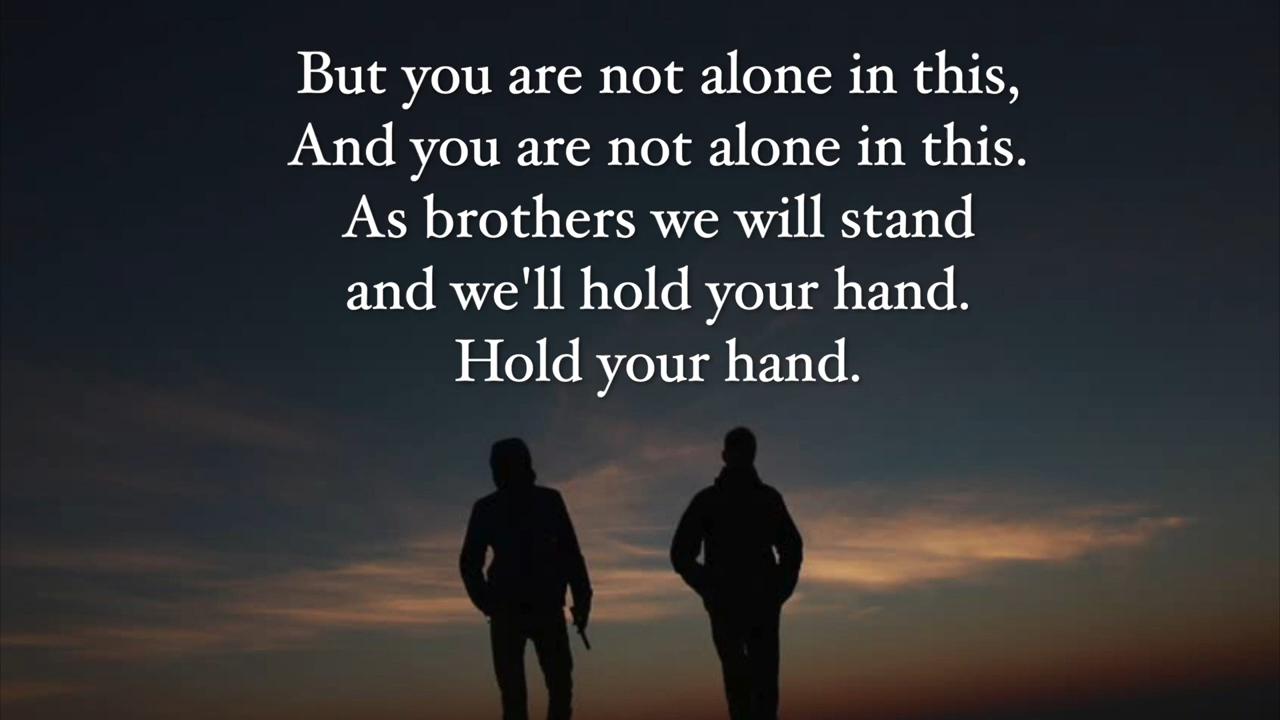 But you are not alone in this,
And you are not alone in this.
As brothers we will stand
and we'll hold your hand.
Hold your hand.